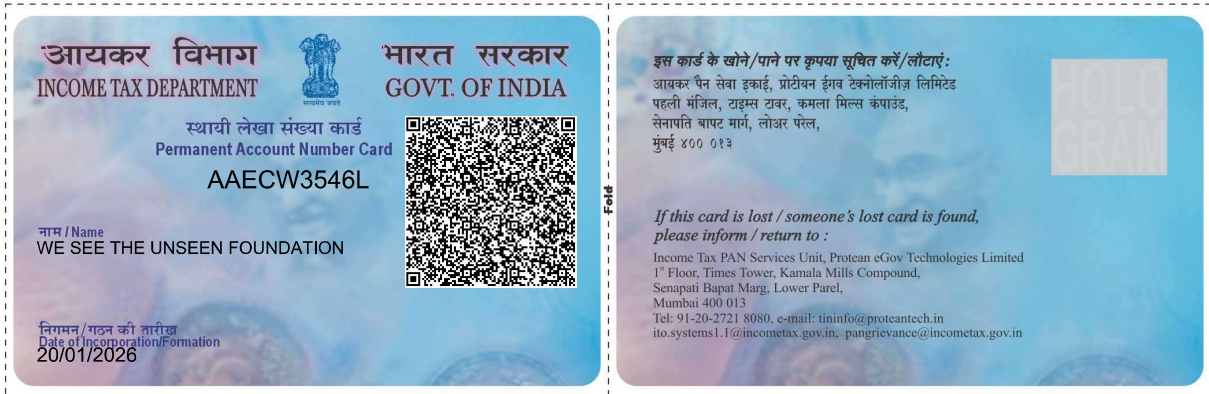 आयकर विभाग
INCOME TAX DEPARTMENT
सत्यमेव जयते
भारत सरकार
GOVT. OF INDIA
स्थायी लेखा संख्या कार्ड
Permanent Account Number Card
AAECW3546L
नाम / Name
WE SEE THE UNSEEN FOUNDATION
निगमन/गठन की तारीख
Date of Incorporation/Formation
20/01/2026
Fold
इस कार्ड के खोने/पाने पर कृपया सूचित करें/लौटाएं :
आयकर पैन सेवा इकाई, प्रोटीयन ईगव टेक्नोलॉजीज़ लिमिटेड
पहली मंजिल, टाइम्स टावर, कमला मिल्स कंपाउंड,
सेनापति बापट मार्ग, लोअर परेल,
मुंबई ४०० ०१३
HOLO
GRAM
If this card is lost / someone's lost card is found,
please inform / return to :
Income Tax PAN Services Unit, Protean eGov Technologies Limited
1st Floor, Times Tower, Kamala Mills Compound,
Senapati Bapat Marg, Lower Parel,
Mumbai 400 013
Tel: 91-20-2721 8080, e-mail: tininfo@proteantech.in
ito.systems1.1@incometax.gov.in, pangrievance@incometax.gov.in